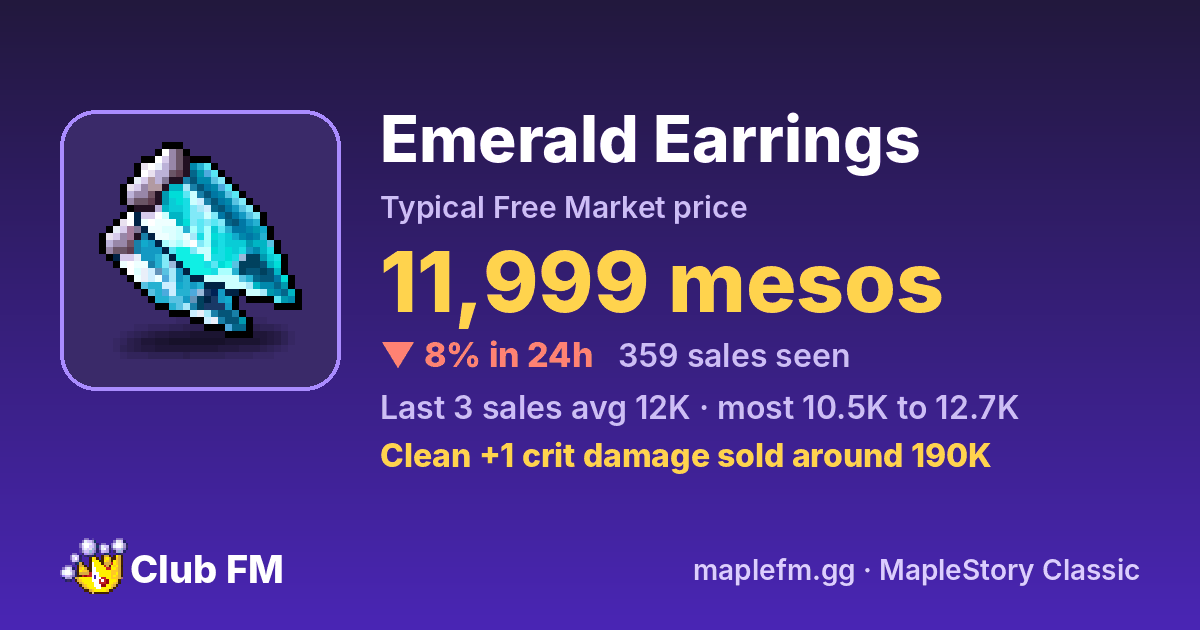 Emerald Earrings
Typical Free Market price
11,999 mesos
▼ 8% in 24h 359 sales seen
Last 3 sales avg 12K · most 10.5K to 12.7K
Clean +1 crit damage sold around 190K
Club FM
maplefm.gg · MapleStory Classic